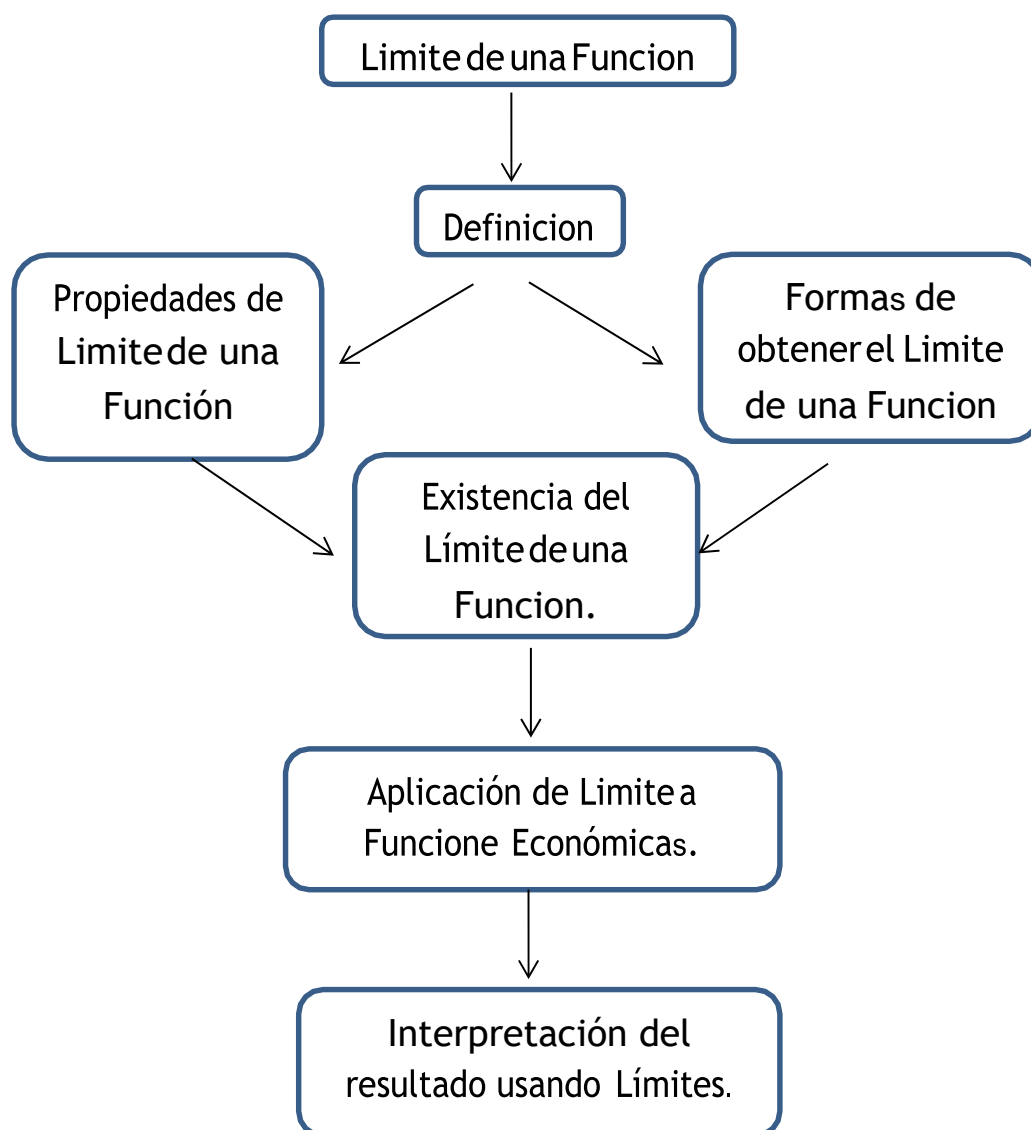 Limite de una Funcion
Definicion
Propiedades de
Limite de una
Función
Formas de
obtener el Limite
de una Funcion
Existencia del
Límite de una
Funcion.
Aplicación de Limite a
Funcione Económicas.
Interpretación del
resultado usando Límites.